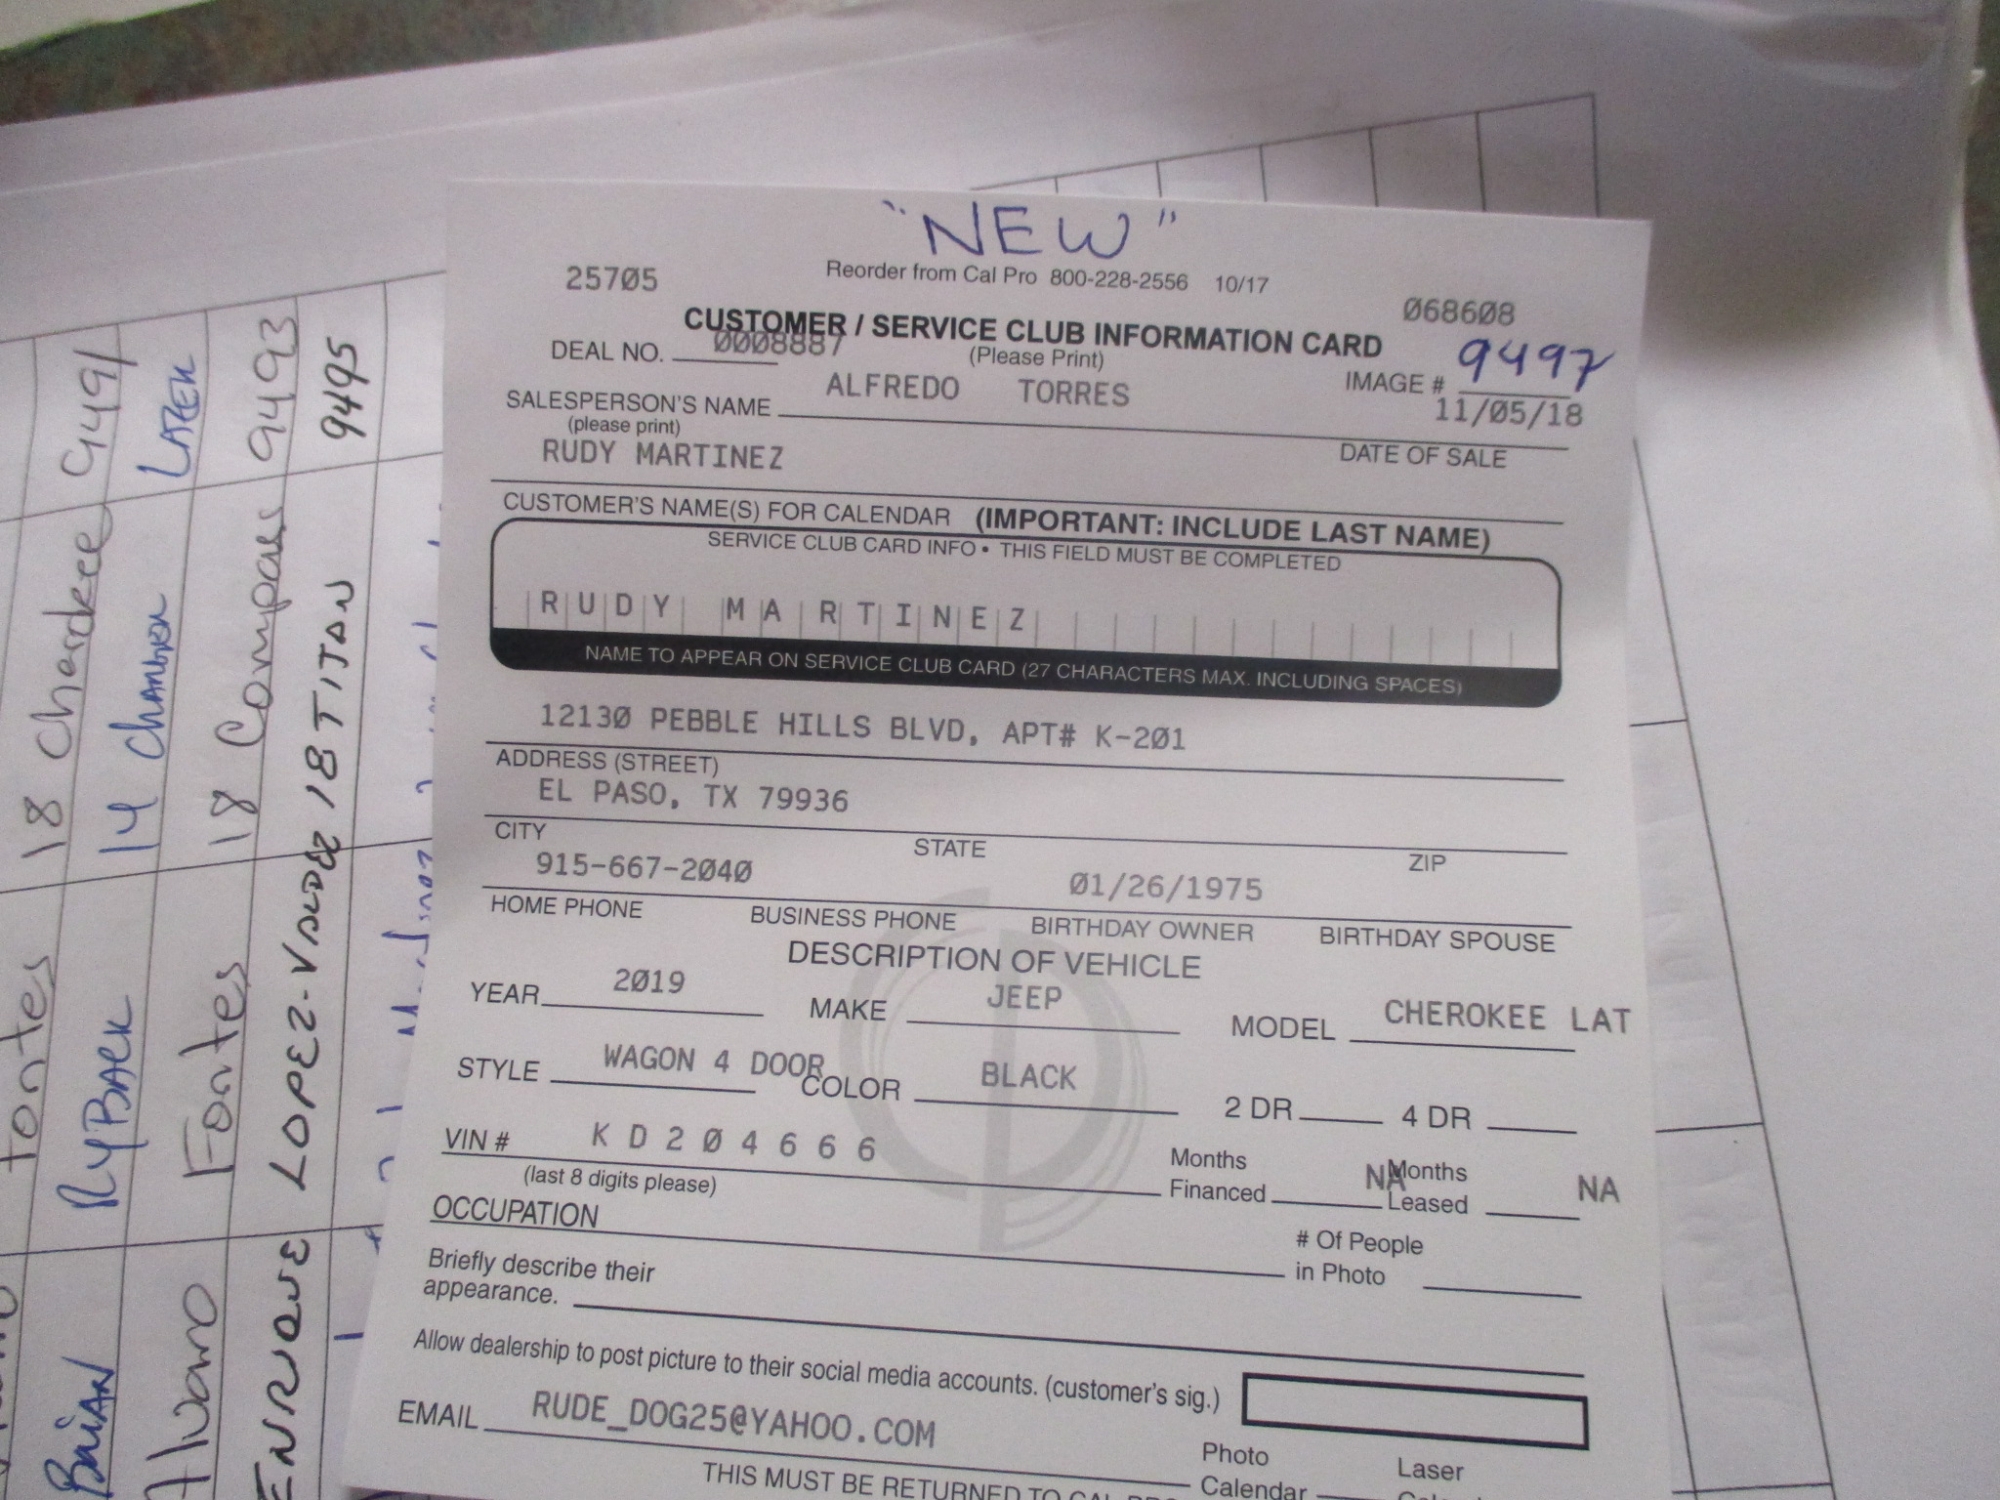 "NEW"
Reorder from Cal Pro 800-228-2556 10/17
25705
068608
CUSTOMER / SERVICE CLUB INFORMATION CARD
DEAL NO. 0008887
(Please Print)
IMAGE # 9497
SALESPERSON'S NAME ALFREDO TORRES
(please print)
11/05/18
DATE OF SALE
RUDY MARTINEZ
CUSTOMER'S NAME(S) FOR CALENDAR (IMPORTANT: INCLUDE LAST NAME)
SERVICE CLUB CARD INFO • THIS FIELD MUST BE COMPLETED
RUDY MARTINEZ
NAME TO APPEAR ON SERVICE CLUB CARD (27 CHARACTERS MAX. INCLUDING SPACES)
12130 PEBBLE HILLS BLVD, APT# K-201
ADDRESS (STREET)
EL PASO, TX 79936
CITY STATE ZIP
915-667-2040 01/26/1975
HOME PHONE BUSINESS PHONE BIRTHDAY OWNER BIRTHDAY SPOUSE
DESCRIPTION OF VEHICLE
YEAR 2019 MAKE JEEP MODEL CHEROKEE LAT
STYLE WAGON 4 DOOR COLOR BLACK 2 DR 4 DR
VIN # KD204666
(last 8 digits please)
Months Financed NA Months Leased NA
OCCUPATION
# Of People in Photo
Briefly describe their
appearance.
Allow dealership to post picture to their social media accounts. (customer's sig.)
EMAIL RUDE_DOG25@YAHOO.COM
Photo
Calendar
Laser
THIS MUST BE RETURNED TO CAL
Fontes 18 Chardkee 9491
Brian RyBack 14 Challenger Later
Alvaro Fontes 18 Compass 9493
ENRIQUE LOPEZ-VALDEZ 18 TITAN 9495